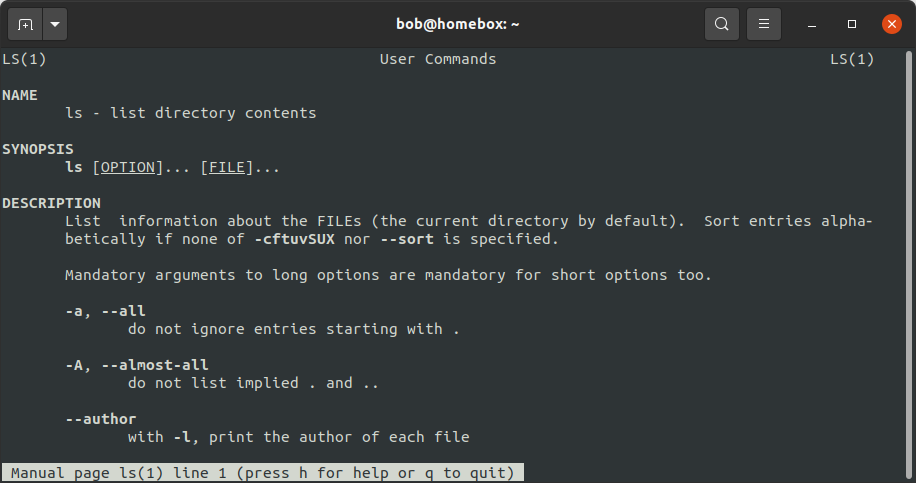 bob@homebox: ~
LS(1) User Commands LS(1)
NAME
ls - list directory contents
SYNOPSIS
ls [OPTION]... [FILE]...
DESCRIPTION
List  information about the FILEs (the current directory by default).  Sort entries alpha-
betically if none of -cftuvSUX nor --sort is specified.
Mandatory arguments to long options are mandatory for short options too.
-a, --all
do not ignore entries starting with .
-A, --almost-all
do not list implied . and ..
--author
with -l, print the author of each file
Manual page ls(1) line 1 (press h for help or q to quit)